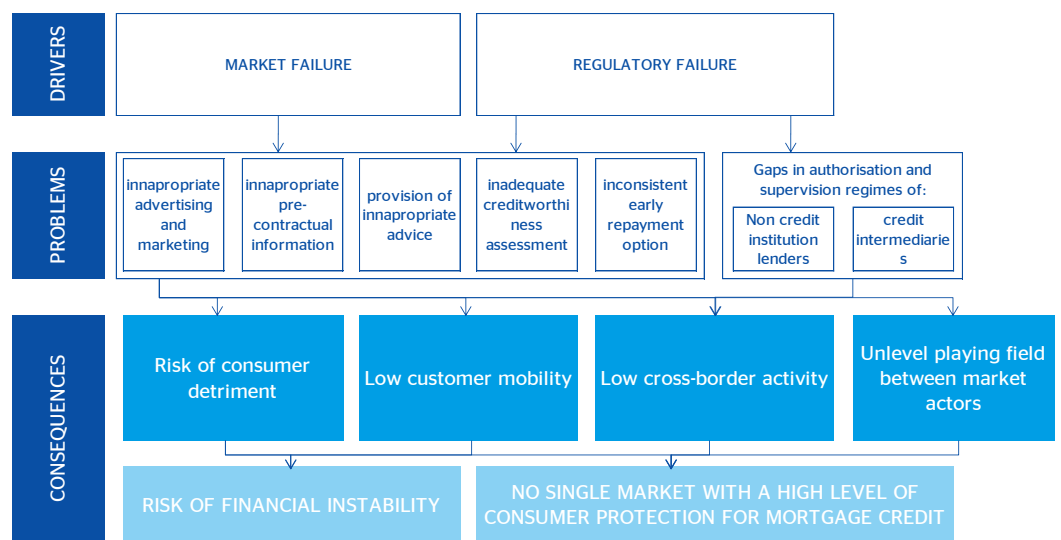 DRIVERS
MARKET FAILURE
REGULATORY FAILURE
PROBLEMS
innapropriate
advertising
and
marketing
innapropriate
pre-
contractual
information
provision of
innapropriate
advice
inadequate
creditworthi
ness
assessment
inconsistent
early
repayment
option
Gaps in authorisation and
supervision regimes of:
Non credit
institution
lenders
credit
intermediarie
s
CONSEQUENCES
Risk of consumer
detriment
Low customer mobility
Low cross-border activity
Unlevel playing field
between market
actors
RISK OF FINANCIAL INSTABILITY
NO SINGLE MARKET WITH A HIGH LEVEL OF
CONSUMER PROTECTION FOR MORTGAGE CREDIT